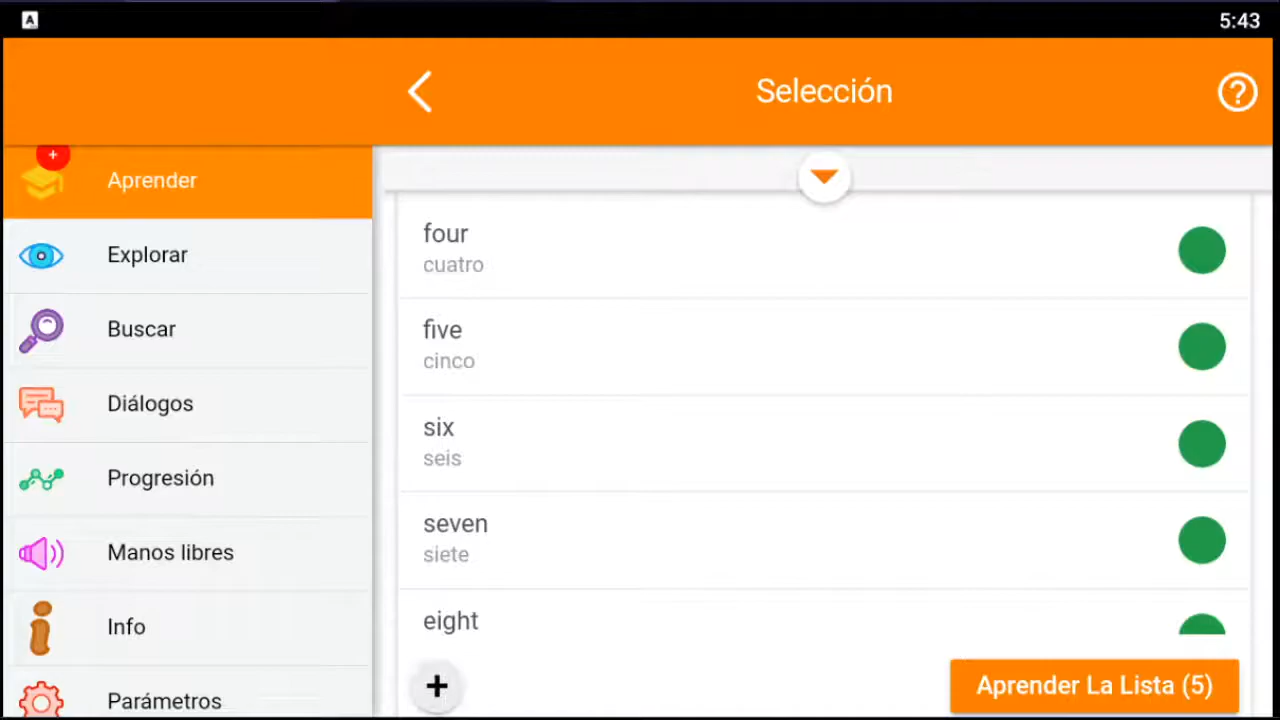 A
5:43
Selección
?
+
Aprender
Explorar
Buscar
Diálogos
Progresión
Manos libres
Info
Parámetros
four
cuatro
five
cinco
six
seis
seven
siete
eight
+
Aprender La Lista (5)